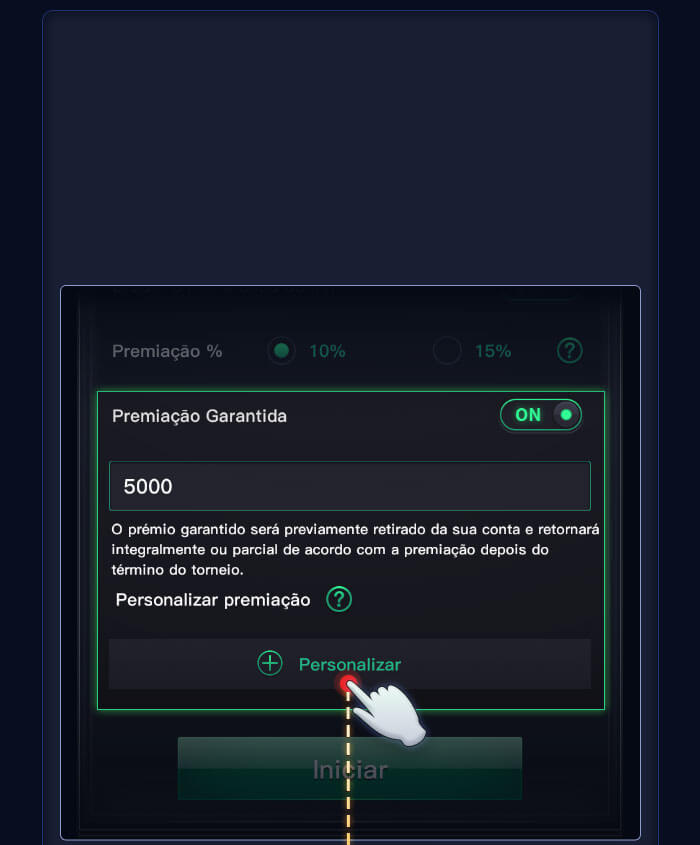 Premiação % 10% 15% ?
Premiação Garantida ON
5000
O prémio garantido será previamente retirado da sua conta e retornará
integralmente ou parcial de acordo com a premiação depois do
término do torneio.
Personalizar premiação ?
Personalizar
Iniciar